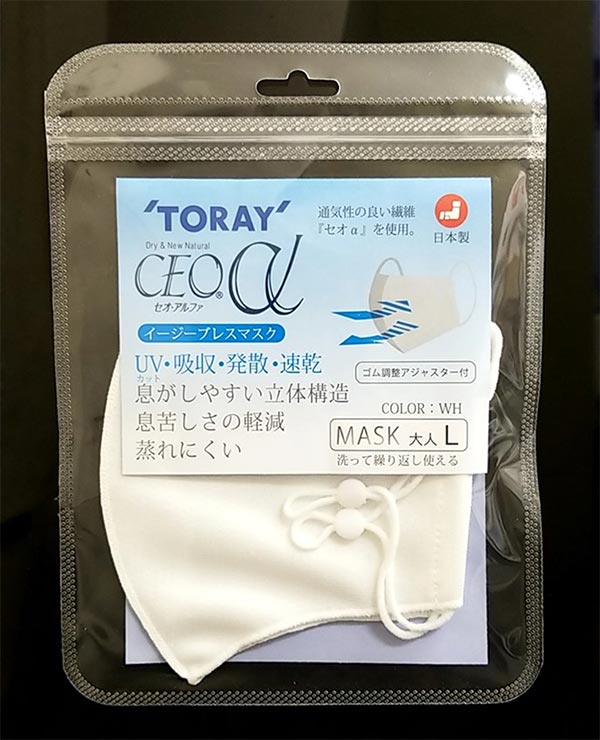 'TORAY'
Dry & New Natural
CEO®α
セオ・アルファ
通気性の良い繊維
『セオα』を使用。
日本製
イージーブレスマスク
UV・吸収・発散・速乾
カット
息がしやすい立体構造
息苦しさの軽減
蒸れにくい
ゴム調整アジャスター付
COLOR：WH
MASK 大人 L
洗って繰り返し使える